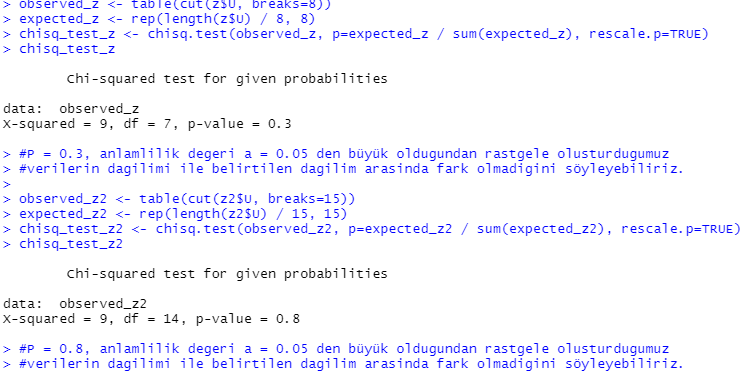 > observed_z <- table(cut(z$U, breaks=8))
> expected_z <- rep(length(z$U) / 8, 8)
> chisq_test_z <- chisq.test(observed_z, p=expected_z / sum(expected_z), rescale.p=TRUE)
> chisq_test_z
Chi-squared test for given probabilities
data:  observed_z
X-squared = 9, df = 7, p-value = 0.3
> #P = 0.3, anlamlilik degeri a = 0.05 den büyük oldugundan rastgele olusturdugumuz
> #verilerin dagilimi ile belirtilen dagilim arasinda fark olmadigini söyleyebiliriz.
>
> observed_z2 <- table(cut(z2$U, breaks=15))
> expected_z2 <- rep(length(z2$U) / 15, 15)
> chisq_test_z2 <- chisq.test(observed_z2, p=expected_z2 / sum(expected_z2), rescale.p=TRUE)
> chisq_test_z2
Chi-squared test for given probabilities
data:  observed_z2
X-squared = 9, df = 14, p-value = 0.8
> #P = 0.8, anlamlilik degeri a = 0.05 den büyük oldugundan rastgele olusturdugumuz
> #verilerin dagilimi ile belirtilen dagilim arasinda fark olmadigini söyleyebiliriz.